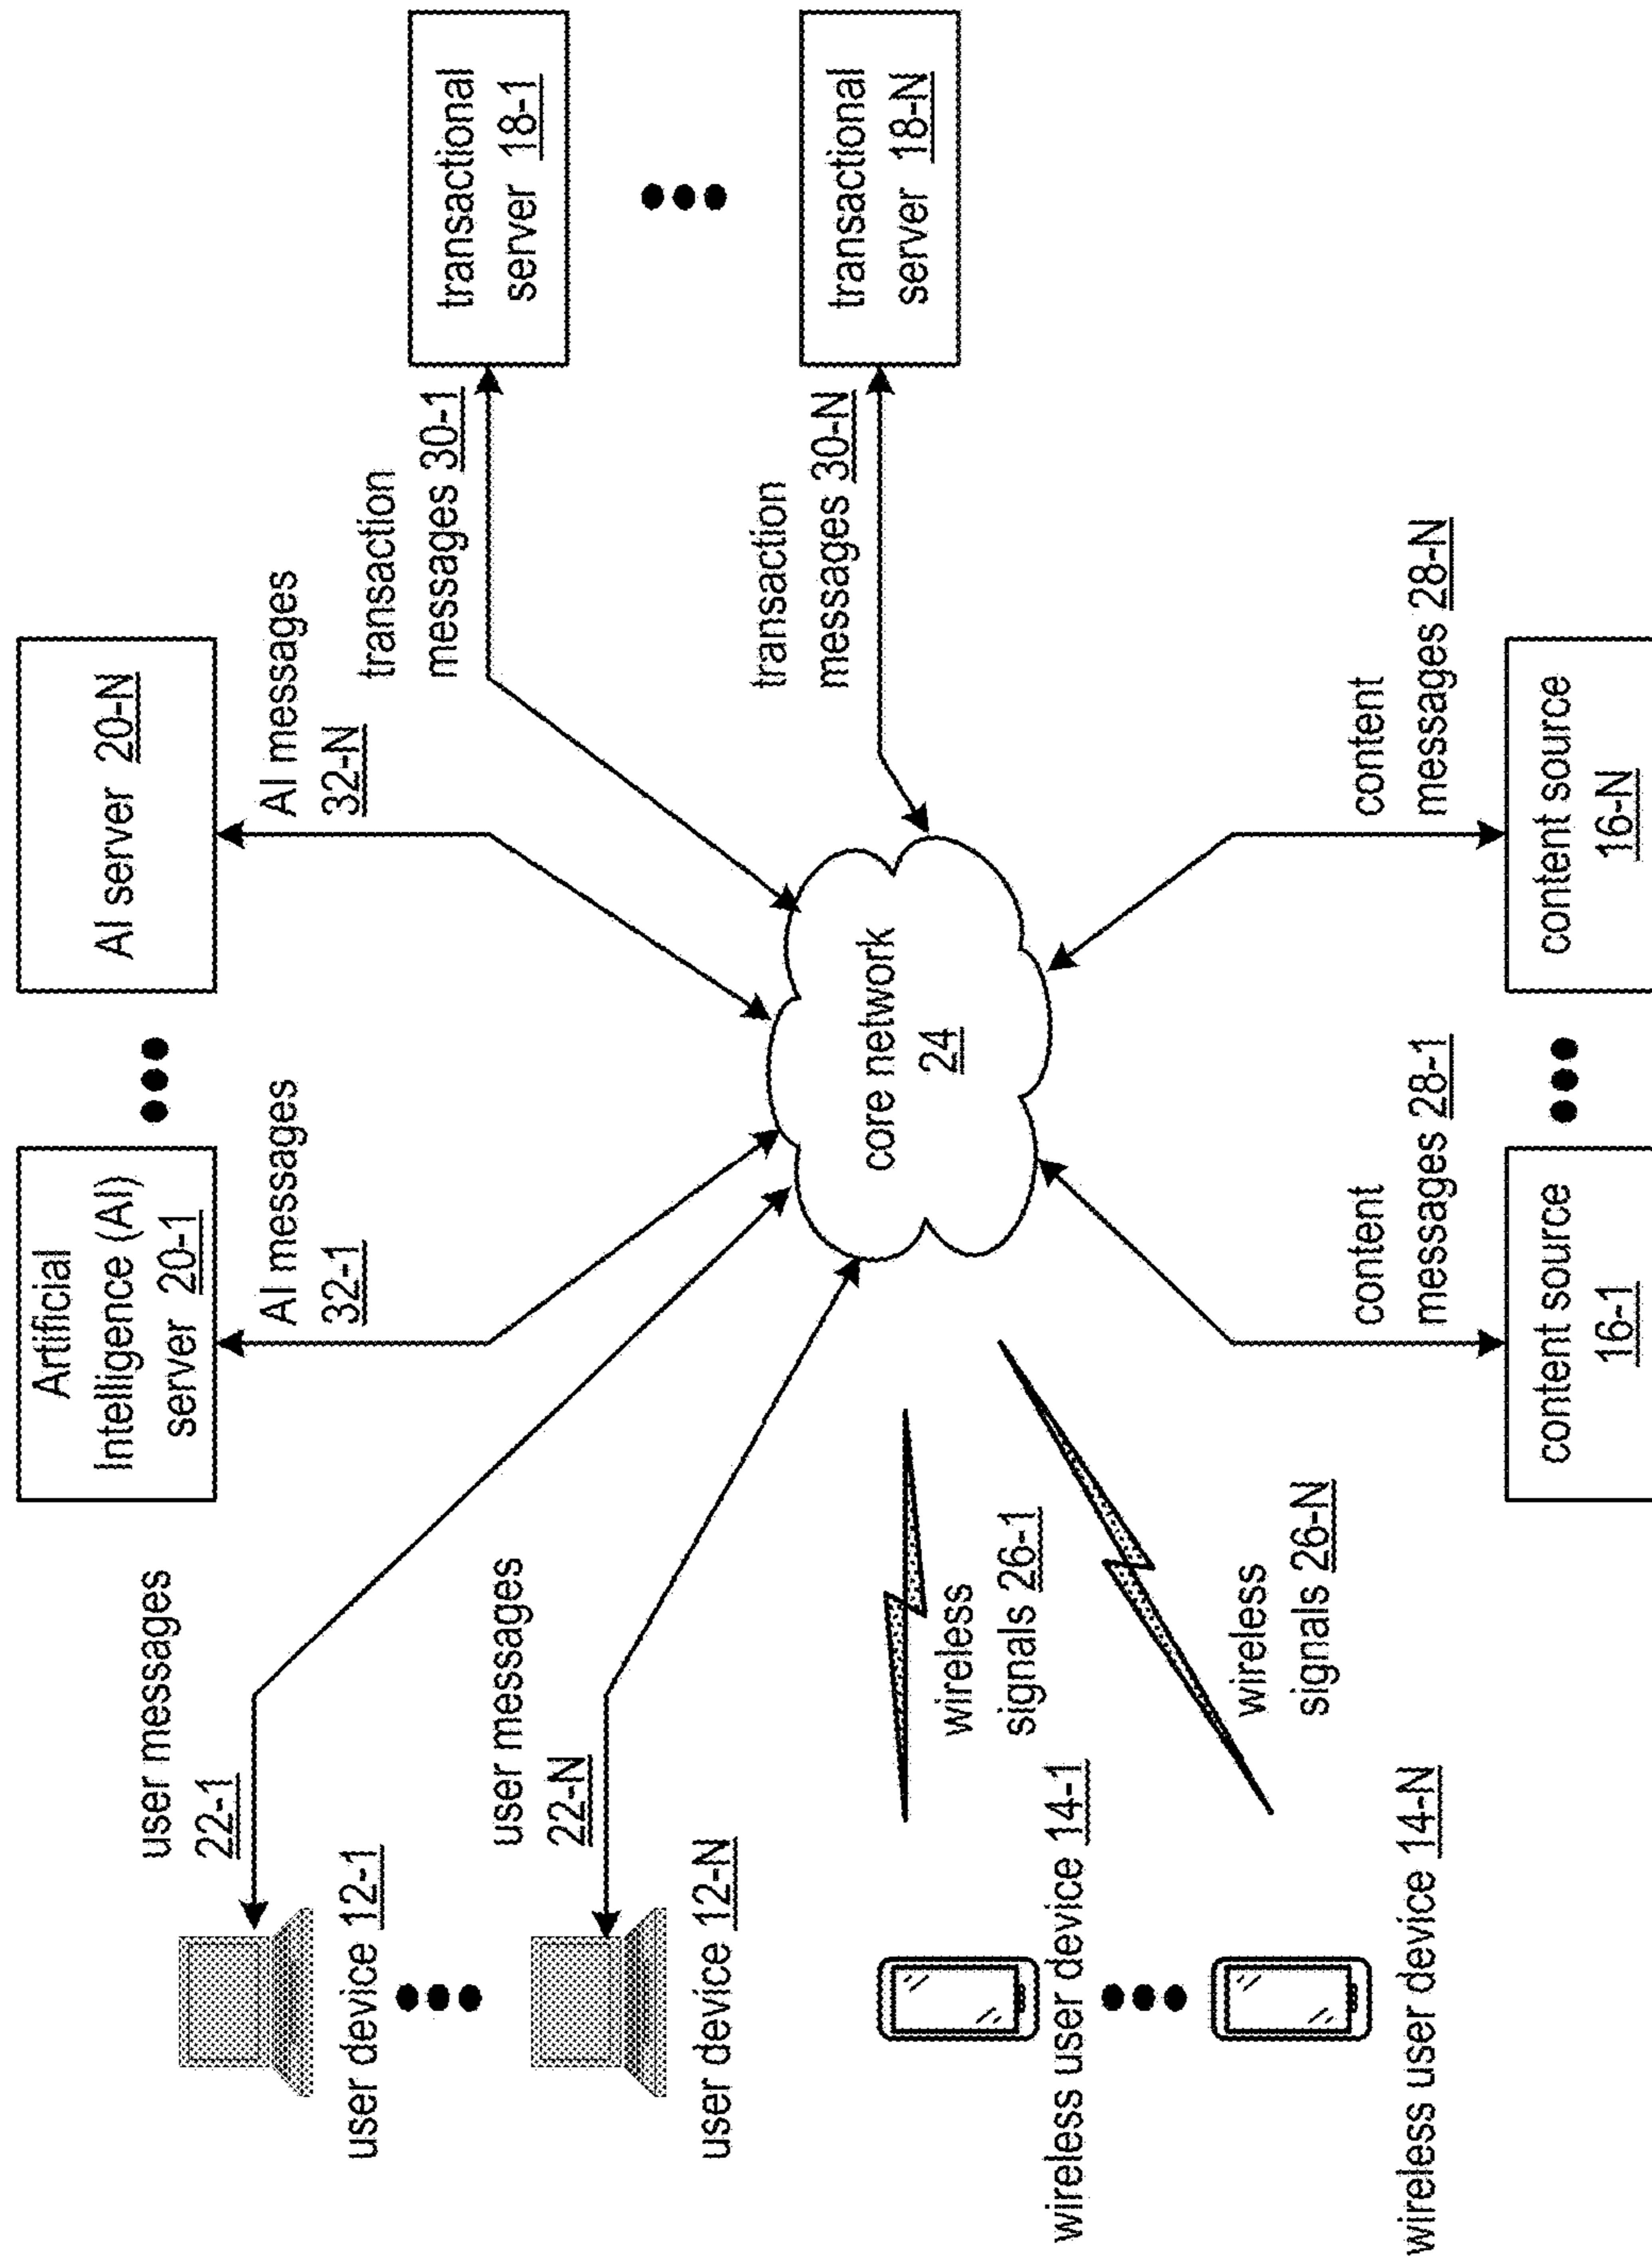 Artificial
Intelligence (AI)
server 20-1
AI server 20-N
AI messages
32-1
AI messages
32-N
user messages
22-1
user device 12-1
user messages
22-N
user device 12-N
transaction
messages 30-1
transactional
server 18-1
transaction
messages 30-N
transactional
server 18-N
core network
24
wireless
signals 26-1
wireless user device 14-1
wireless
signals 26-N
wireless user device 14-N
content
messages 28-1
content
messages 28-N
content source
16-1
content source
16-N